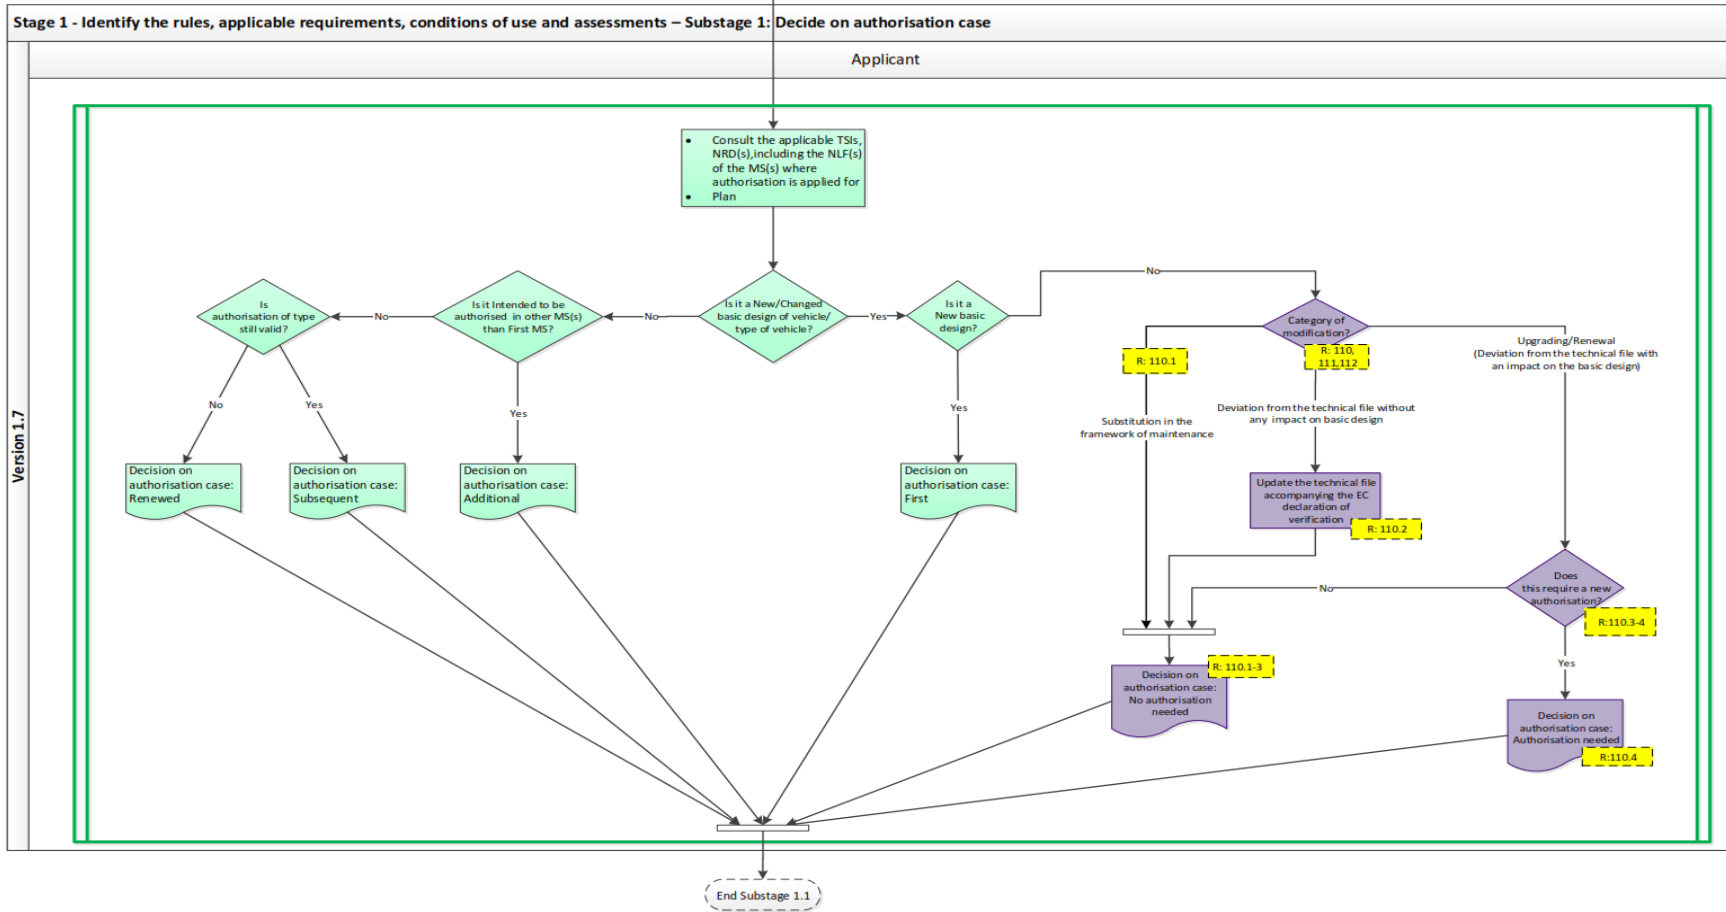 Stage 1 - Identify the rules, applicable requirements, conditions of use and assessments – Substage 1: Decide on authorisation case
Applicant
Version 1.7
• Consult the applicable TSIs,
NRD(s),including the NLF(s)
of the MS(s) where
authorisation is applied for
• Plan
Is
authorisation of type
still valid?
No
Is it Intended to be
authorised in other MS(s)
than First MS?
No
Is it a New/Changed
basic design of vehicle/
type of vehicle?
Yes
Is it a
New basic
design?
No
Category of
modification?
R: 110,
111,112
R: 110.1
Upgrading/Renewal
(Deviation from the technical file with
an impact on the basic design)
No
Yes
Yes
Yes
Substitution in the
framework of maintenance
Deviation from the technical file without
any impact on basic design
Decision on
authorisation case:
Renewed
Decision on
authorisation case:
Subsequent
Decision on
authorisation case:
Additional
Decision on
authorisation case:
First
Update the technical file
accompanying the EC
declaration of
verification
R: 110.2
No
Does
this require a new
authorisation?
R:110.3-4
Yes
R: 110.1-3
Decision on
authorisation case:
No authorisation
needed
Decision on
authorisation case:
Authorisation needed
R:110.4
End Substage 1.1